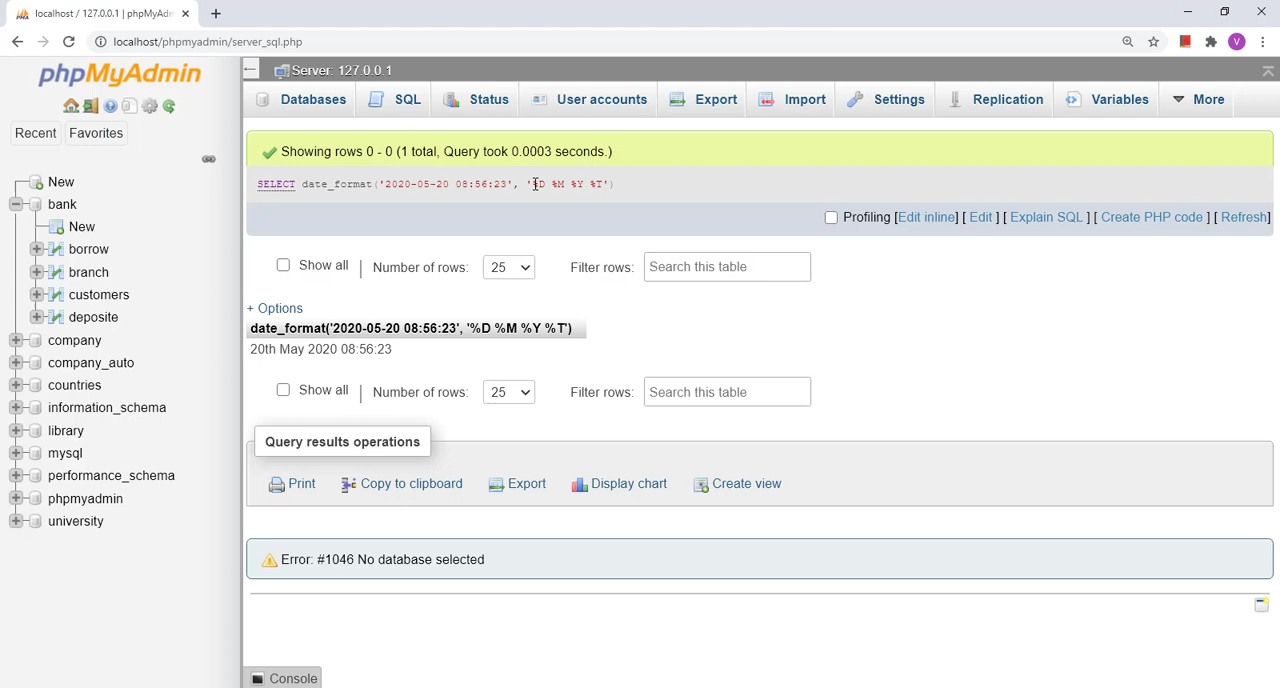 localhost / 127.0.0.1 | phpMyAdm
localhost/phpmyadmin/server_sql.php
V
phpMyAdmin
Recent
Favorites
New
bank
New
borrow
branch
customers
deposite
company
company_auto
countries
information_schema
library
mysql
performance_schema
phpmyadmin
university
Server: 127.0.0.1
Databases SQL Status User accounts Export Import Settings Replication Variables More
Showing rows 0 - 0 (1 total, Query took 0.0003 seconds.)
SELECT date_format('2020-05-20 08:56:23', '%D %M %Y %T')
Profiling [Edit inline] [ Edit ] [ Explain SQL ] [ Create PHP code ] [ Refresh]
Show all | Number of rows: 25 Filter rows: Search this table
+ Options
date_format('2020-05-20 08:56:23', '%D %M %Y %T')
20th May 2020 08:56:23
Show all | Number of rows: 25 Filter rows: Search this table
Query results operations
Print Copy to clipboard Export Display chart Create view
Error: #1046 No database selected
Console